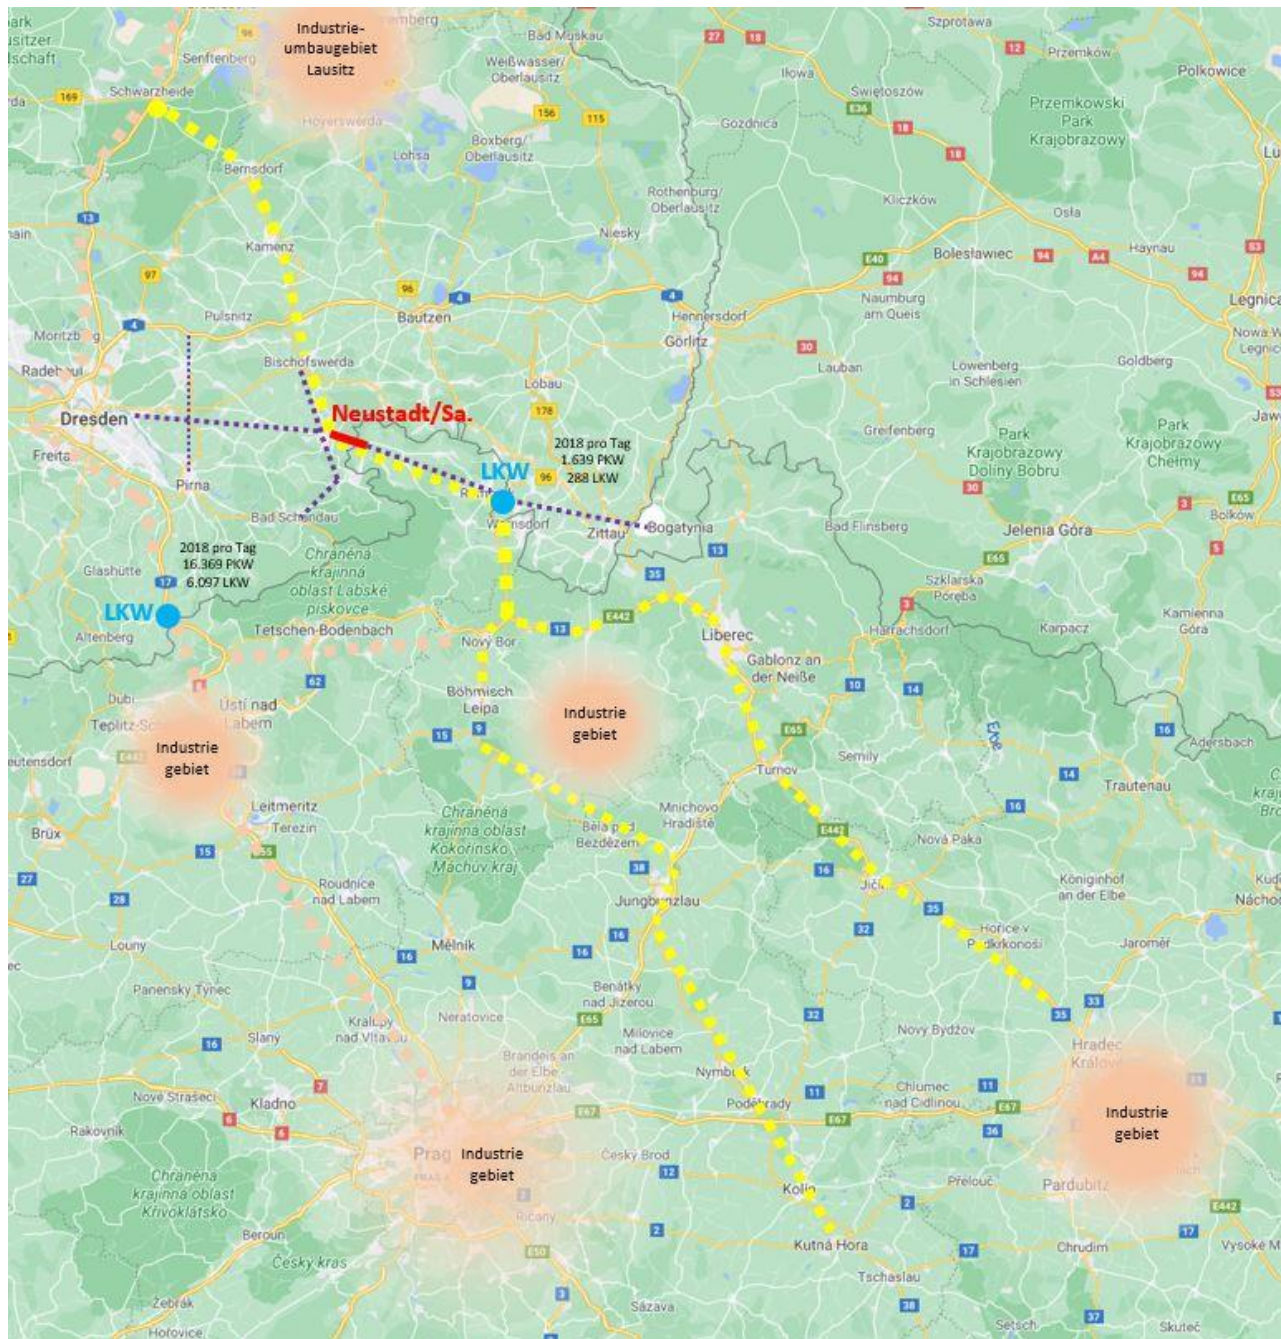 Industrie-
umbaugebiet
Lausitz
Szprotawa
Bad Muskau
Senftenberg
Weißwasser/
Oberlausitz
Iłowa
Przemków
Polkowice
Schwarzheide
Świętoszów
Hoyerswerda
Gozdnica
Przemkowski
Park
Krajobrazowy
Boxberg/
Oberlausitz
Lohsa
Bernsdorf
Rothenburg/
Oberlausitz
Kliczków
Osła
Niesky
Kamenz
Haynau
Bolesławiec
Naumburg
am Queis
Legnica
Pulsnitz
Bautzen
Hennersdorf
Görlitz
Bischofswerda
Lauban
Löwenberg
in Schlesien
Goldberg
Löbau
Dresden
Neustadt/Sa.
Greifenberg
Park
Krajobrazowy
Doliny Bobru
Park
Krajobrazowy
Chełmy
2018 pro Tag
1.639 PKW
288 LKW
LKW
Pirna
Bad Schandau
Zittau
Bogatynia
Bad Flinsberg
Jelenia Góra
Bolków
2018 pro Tag
16.369 PKW
6.097 LKW
Glashütte
Chráněná
krajinná
oblast Labské
pískovce
Szklarska
Poręba
LKW
Altenberg
Tetschen-Bodenbach
Nový Bor
Liberec
Harrachsdorf
Karpacz
Kamienna
Góra
Gablonz an
der Neiße
Ústí nad
Labem
Böhmisch
Leipa
Industrie
gebiet
Industrie
gebiet
Elbe
Adersbach
Semily
Turnov
Trautenau
Leitmeritz
Terezín
Mnichovo
Hradiště
Chráněná
krajinná oblast
Kokořínsko,
Máchův kraj
Bělá pod
Bezdězem
Nová Paka
Brüx
Roudnice
nad Labem
Jungbunzlau
Königinhof
an der Elbe
Louny
Mělník
Hořice v
Podkrkonoší
Jaroměř
Panenský Týnec
Benátky
nad Jizerou
Slaný
Kralupy
nad Vltavou
Neratovice
Milovice
nad Labem
Nový Bydžov
Hradec
Králové
Brandeis an
der Elbe
Altbunzlau
Nymburk
Nové Strašecí
Kladno
Poděbrady
Chlumec
nad Cidlinou
Rakovník
Industrie
gebiet
Industrie
gebiet
Český Brod
Kolín
Přelouč
Pardubitz
Chráněná
krajinná oblast
Křivoklátsko
Říčany
Beroun
Kutná Hora
Chrudim
Český kras
Tschaslau
Žebrák
Sázava
Hořovice
Skuteč